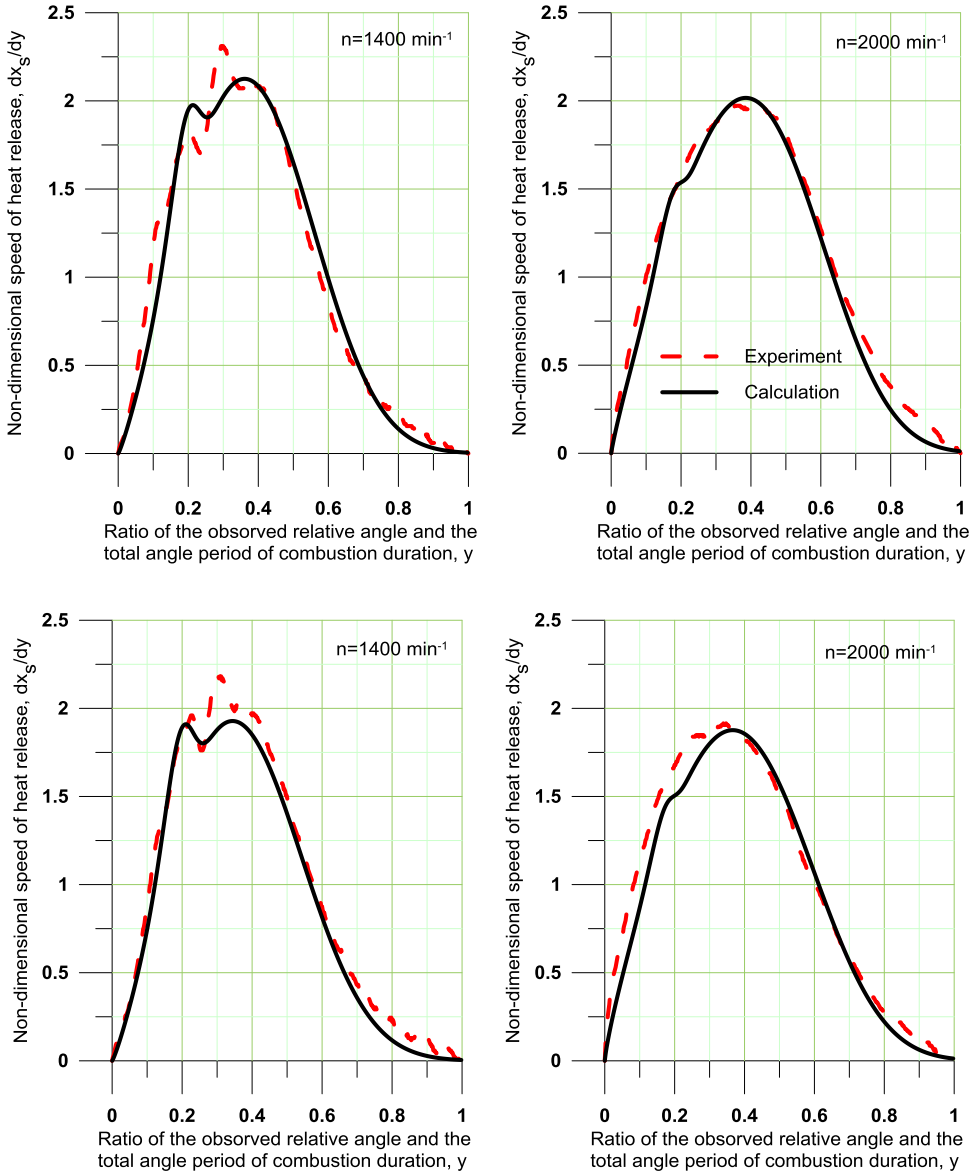 Non-dimensional speed of heat release, dxs/dy
2.5
2
1.5
1
0.5
0
n=1400 min-1
0 0.2 0.4 0.6 0.8 1
Ratio of the obsorved relative angle and the
total angle period of combustion duration, y
Non-dimensional speed of heat release, dxs/dy
2.5
2
1.5
1
0.5
0
n=2000 min-1
Experiment
Calculation
0 0.2 0.4 0.6 0.8 1
Ratio of the obsorved relative angle and the
total angle period of combustion duration, y
Non-dimensional speed of heat release, dxs/dy
2.5
2
1.5
1
0.5
0
n=1400 min-1
0 0.2 0.4 0.6 0.8 1
Ratio of the obsorved relative angle and the
total angle period of combustion duration, y
Non-dimensional speed of heat release, dxs/dy
2.5
2
1.5
1
0.5
0
n=2000 min-1
0 0.2 0.4 0.6 0.8 1
Ratio of the obsorved relative angle and the
total angle period of combustion duration, y